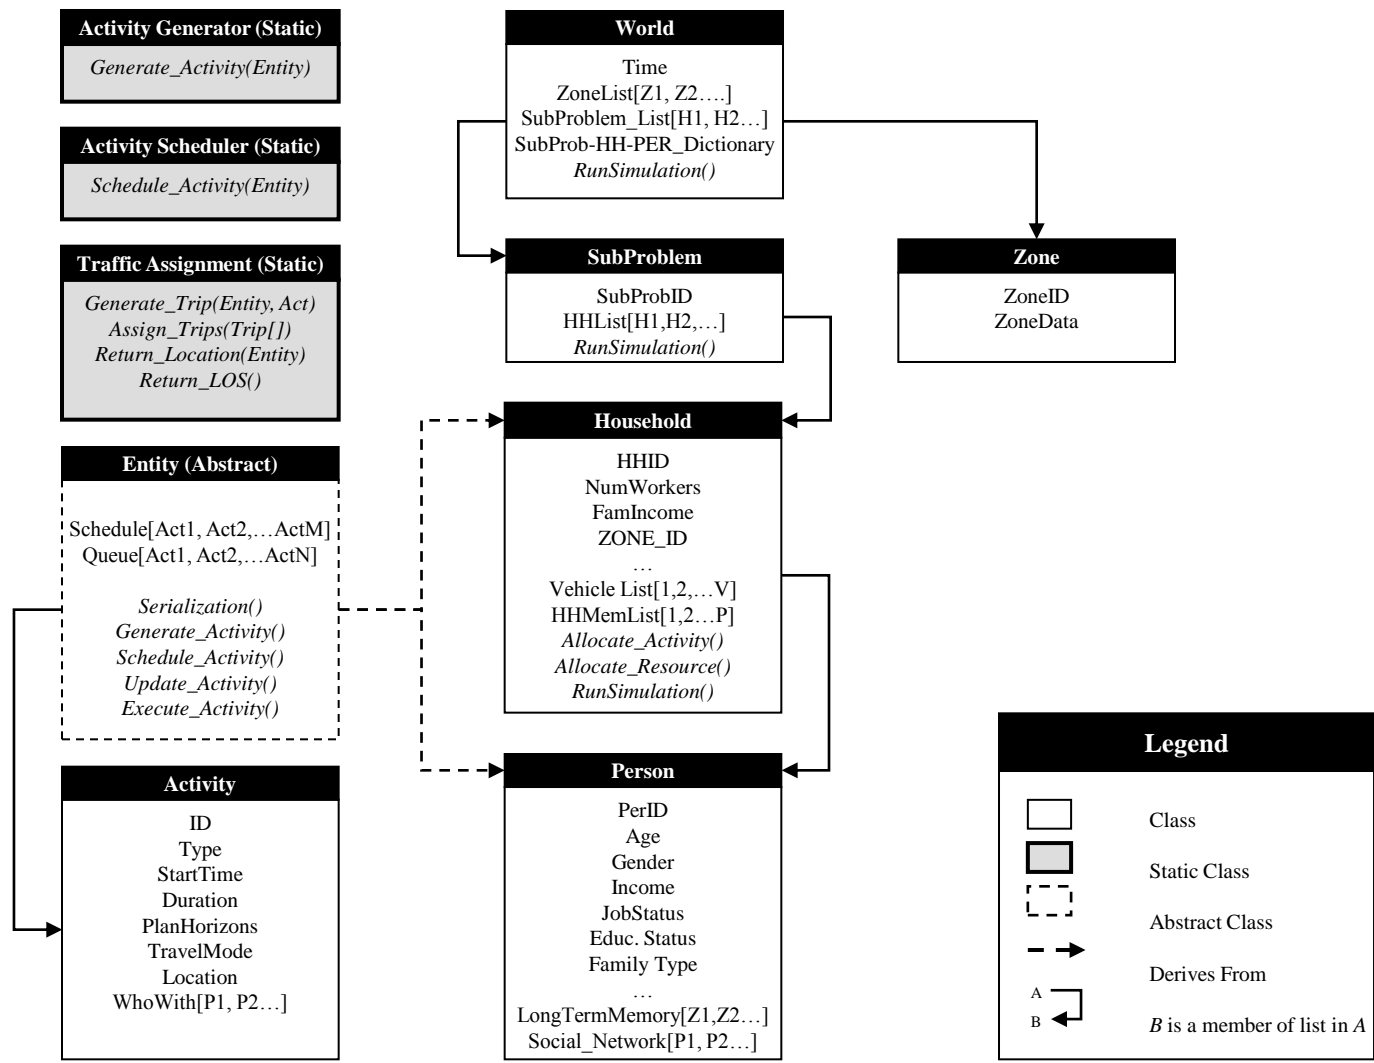 Activity Generator (Static)
Generate_Activity(Entity)
Activity Scheduler (Static)
Schedule_Activity(Entity)
Traffic Assignment (Static)
Generate_Trip(Entity, Act)
Assign_Trips(Trip[])
Return_Location(Entity)
Return_LOS()
Entity (Abstract)
Schedule[Act1, Act2,…ActM]
Queue[Act1, Act2,…ActN]
Serialization()
Generate_Activity()
Schedule_Activity()
Update_Activity()
Execute_Activity()
Activity
ID
Type
StartTime
Duration
PlanHorizons
TravelMode
Location
WhoWith[P1, P2…]
World
Time
ZoneList[Z1, Z2….]
SubProblem_List[H1, H2…]
SubProb-HH-PER_Dictionary
RunSimulation()
SubProblem
SubProbID
HHList[H1,H2,…]
RunSimulation()
Household
HHID
NumWorkers
FamIncome
ZONE_ID
…
Vehicle List[1,2,…V]
HHMemList[1,2…P]
Allocate_Activity()
Allocate_Resource()
RunSimulation()
Person
PerID
Age
Gender
Income
JobStatus
Educ. Status
Family Type
…
LongTermMemory[Z1,Z2…]
Social_Network[P1, P2…]
Zone
ZoneID
ZoneData
Legend
Class
Static Class
Abstract Class
Derives From
A
B
B is a member of list in A